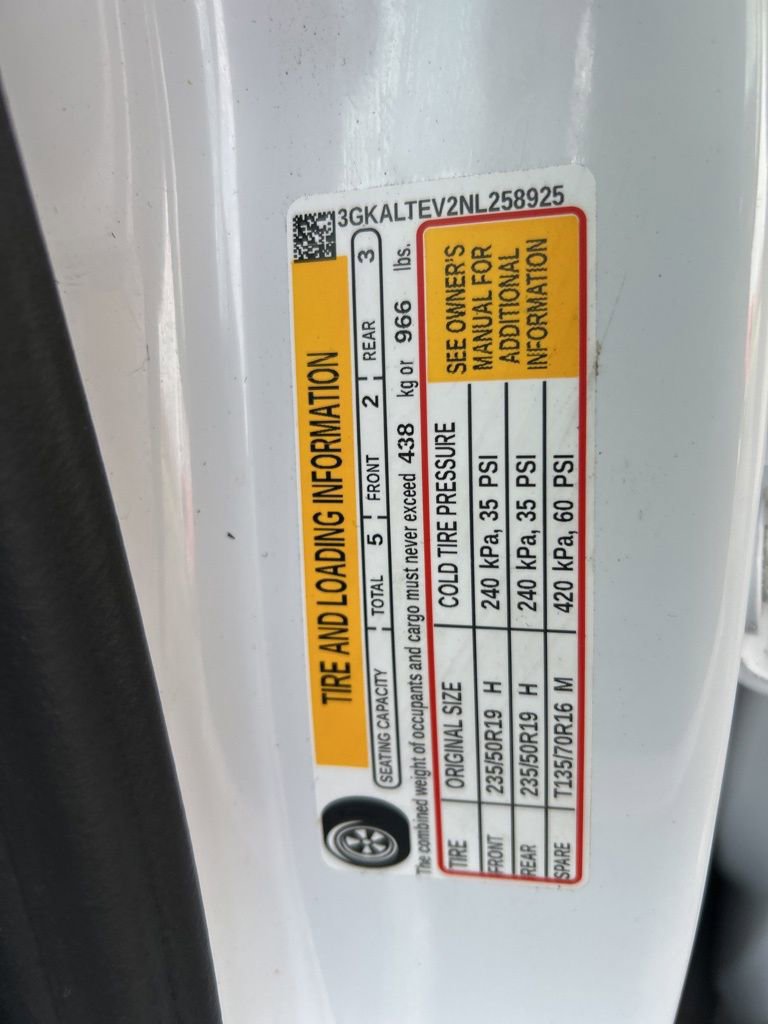 3GKALTEV2NL258925
TIRE AND LOADING INFORMATION
SEATING CAPACITY TOTAL 5 FRONT 2 REAR 3
The combined weight of occupants and cargo must never exceed 438 kg or 966 lbs.
TIRE ORIGINAL SIZE COLD TIRE PRESSURE
FRONT 235/50R19 H 240 kPa, 35 PSI
REAR 235/50R19 H 240 kPa, 35 PSI
SPARE T135/70R16 M 420 kPa, 60 PSI
SEE OWNER'S
MANUAL FOR
ADDITIONAL
INFORMATION